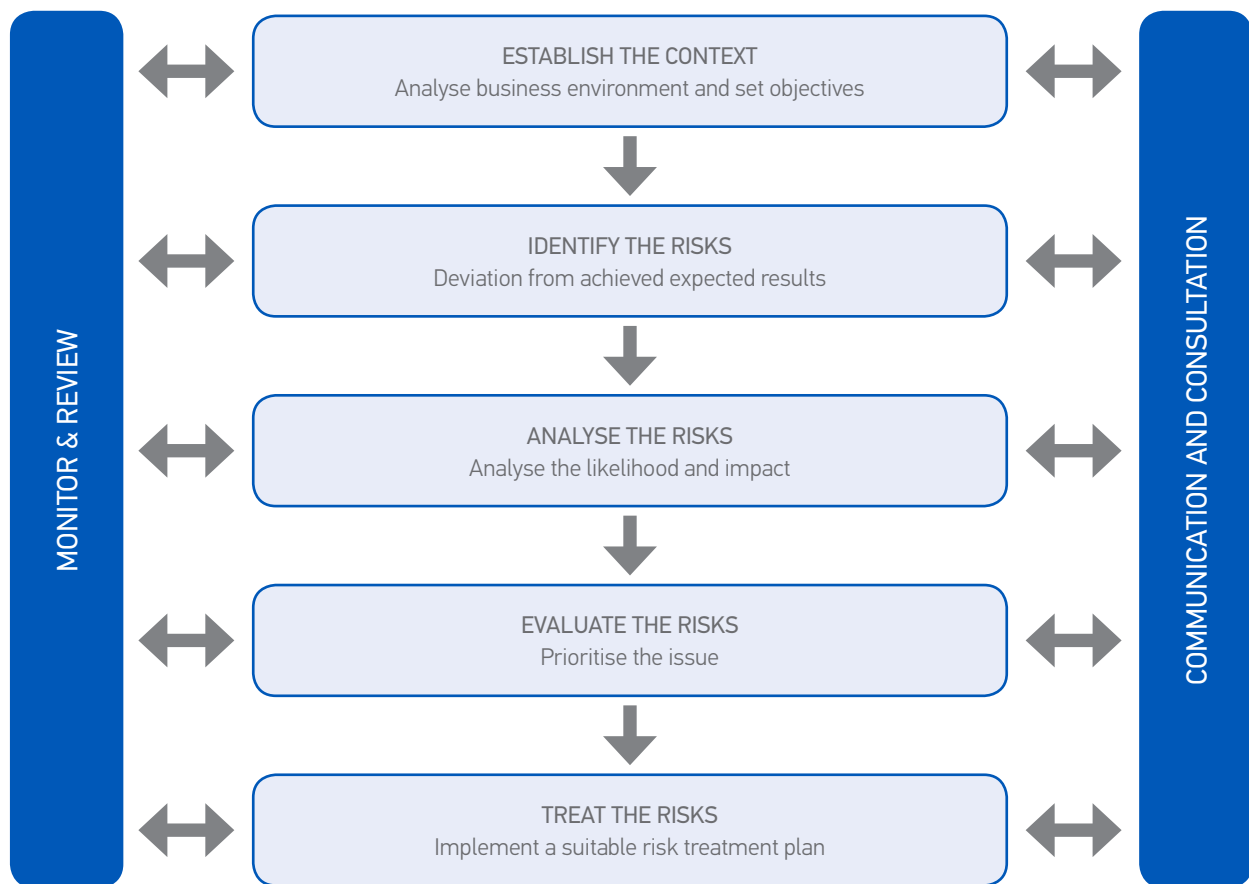 MONITOR & REVIEW
ESTABLISH THE CONTEXT
Analyse business environment and set objectives
IDENTIFY THE RISKS
Deviation from achieved expected results
ANALYSE THE RISKS
Analyse the likelihood and impact
EVALUATE THE RISKS
Prioritise the issue
TREAT THE RISKS
Implement a suitable risk treatment plan
COMMUNICATION AND CONSULTATION